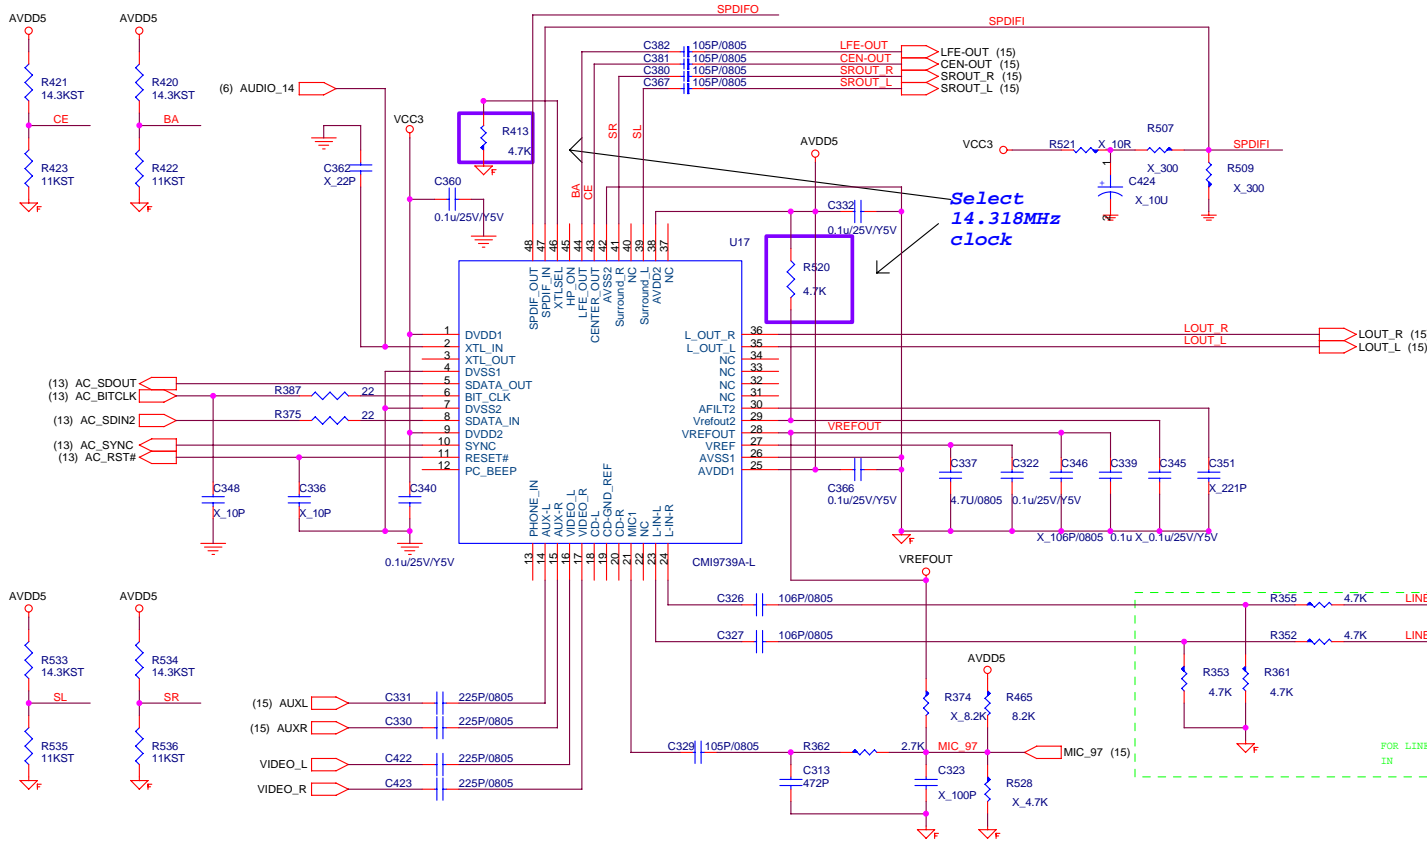 SPDIFO
SPDIFI
AVDD5
AVDD5
R421
14.3KST
R420
14.3KST
CE
BA
R423
11KST
R422
11KST
F
F
(6) AUDIO_14
C362
X_22P
VCC3
C360
0.1u/25V/Y5V
R413
4.7K
F
C382 105P/0805 LFE-OUT LFE-OUT (15)
C381 105P/0805 CEN-OUT CEN-OUT (15)
C380 105P/0805 SROUT_R SROUT_R (15)
C367 105P/0805 SROUT_L SROUT_L (15)
SR
SL
BA
CE
AVDD5
C332
0.1u/25V/Y5V
Select
14.318MHz
clock
VCC3
R521 X_10R
R507
X_300
SPDIFI
1
C424
X_10U
2
R509
X_300
U17
R520
4.7K
48 47 46 45 44 43 42 41 40 39 38 37
SPDIF_OUT
SPDIF_IN
XTLSEL
HP_ON
LFE_OUT
CENTER_OUT
AVSS2
Surround_R
NC
Surround_L
AVDD2
NC
1 DVDD1
2 XTL_IN
3 XTL_OUT
4 DVSS1
5 SDATA_OUT
6 BIT_CLK
7 DVSS2
8 SDATA_IN
9 DVDD2
10 SYNC
11 RESET#
12 PC_BEEP
L_OUT_R 36
L_OUT_L 35
NC 34
NC 33
NC 32
NC 31
AFILT2 30
Vrefout2 29
VREFOUT 28
VREF 27
AVSS1 26
AVDD1 25
LOUT_R LOUT_R (15
LOUT_L LOUT_L (15)
VREFOUT
(13) AC_SDOUT
(13) AC_BITCLK R387 22
(13) AC_SDIN2 R375 22
(13) AC_SYNC
(13) AC_RST#
C348
X_10P
C336
X_10P
C340
0.1u/25V/Y5V
PHONE_IN
AUX-L
AUX-R
VIDEO_L
VIDEO_R
CD-L
CD-GND_REF
CD-R
MIC1
NC
L-IN-L
L-IN-R
13 14 15 16 17 18 19 20 21 22 23 24
CMI9739A-L
C366
0.1u/25V/Y5V
C337
4.7U/0805
C322
0.1u/25V/Y5V
C346
X_106P/0805
C339
0.1u
C345
X_0.1u/25V/Y5V
C351
X_221P
F
VREFOUT
C326 106P/0805
C327 106P/0805
R355 4.7K LINE
R352 4.7K LINE
R353
4.7K
R361
4.7K
F
FOR LINE
IN
AVDD5
AVDD5
R533
14.3KST
R534
14.3KST
SL
SR
R535
11KST
R536
11KST
F
F
(15) AUXL C331 225P/0805
(15) AUXR C330 225P/0805
VIDEO_L C422 225P/0805
VIDEO_R C423 225P/0805
AVDD5
R374
X_8.2K
R465
8.2K
C329 105P/0805
R362 2.7K
MIC_97
MIC_97 (15)
C313
472P
C323
X_100P
R528
X_4.7K
F
F